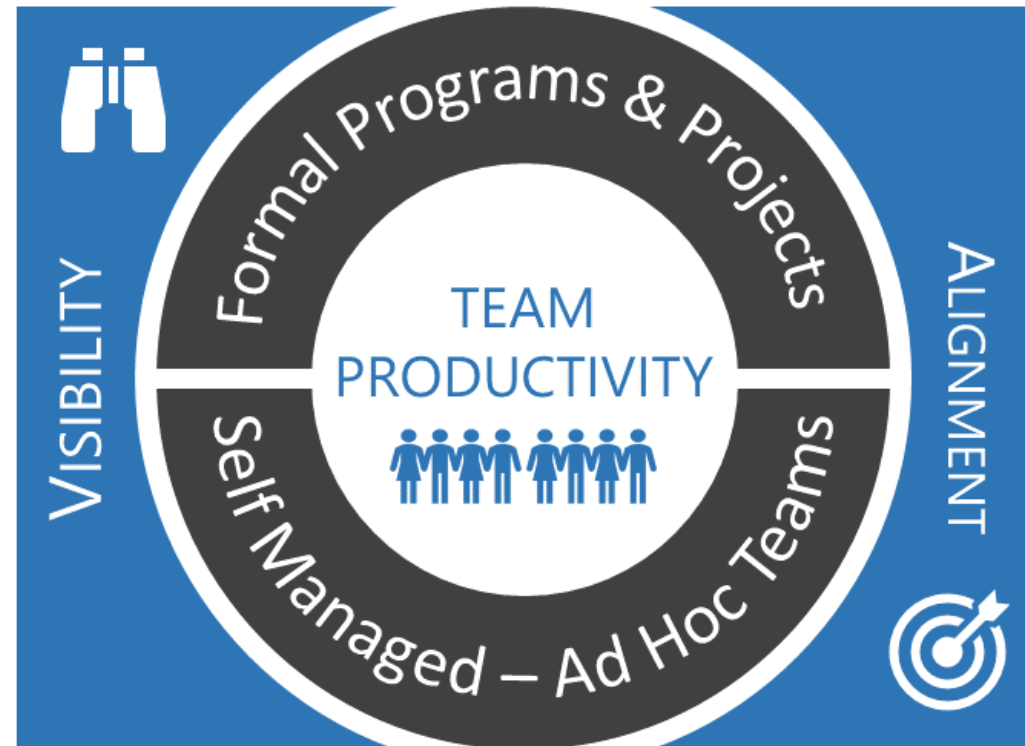 Formal Programs & Projects
VISIBILITY
TEAM
PRODUCTIVITY
ALIGNMENT
Self Managed – Ad Hoc Teams